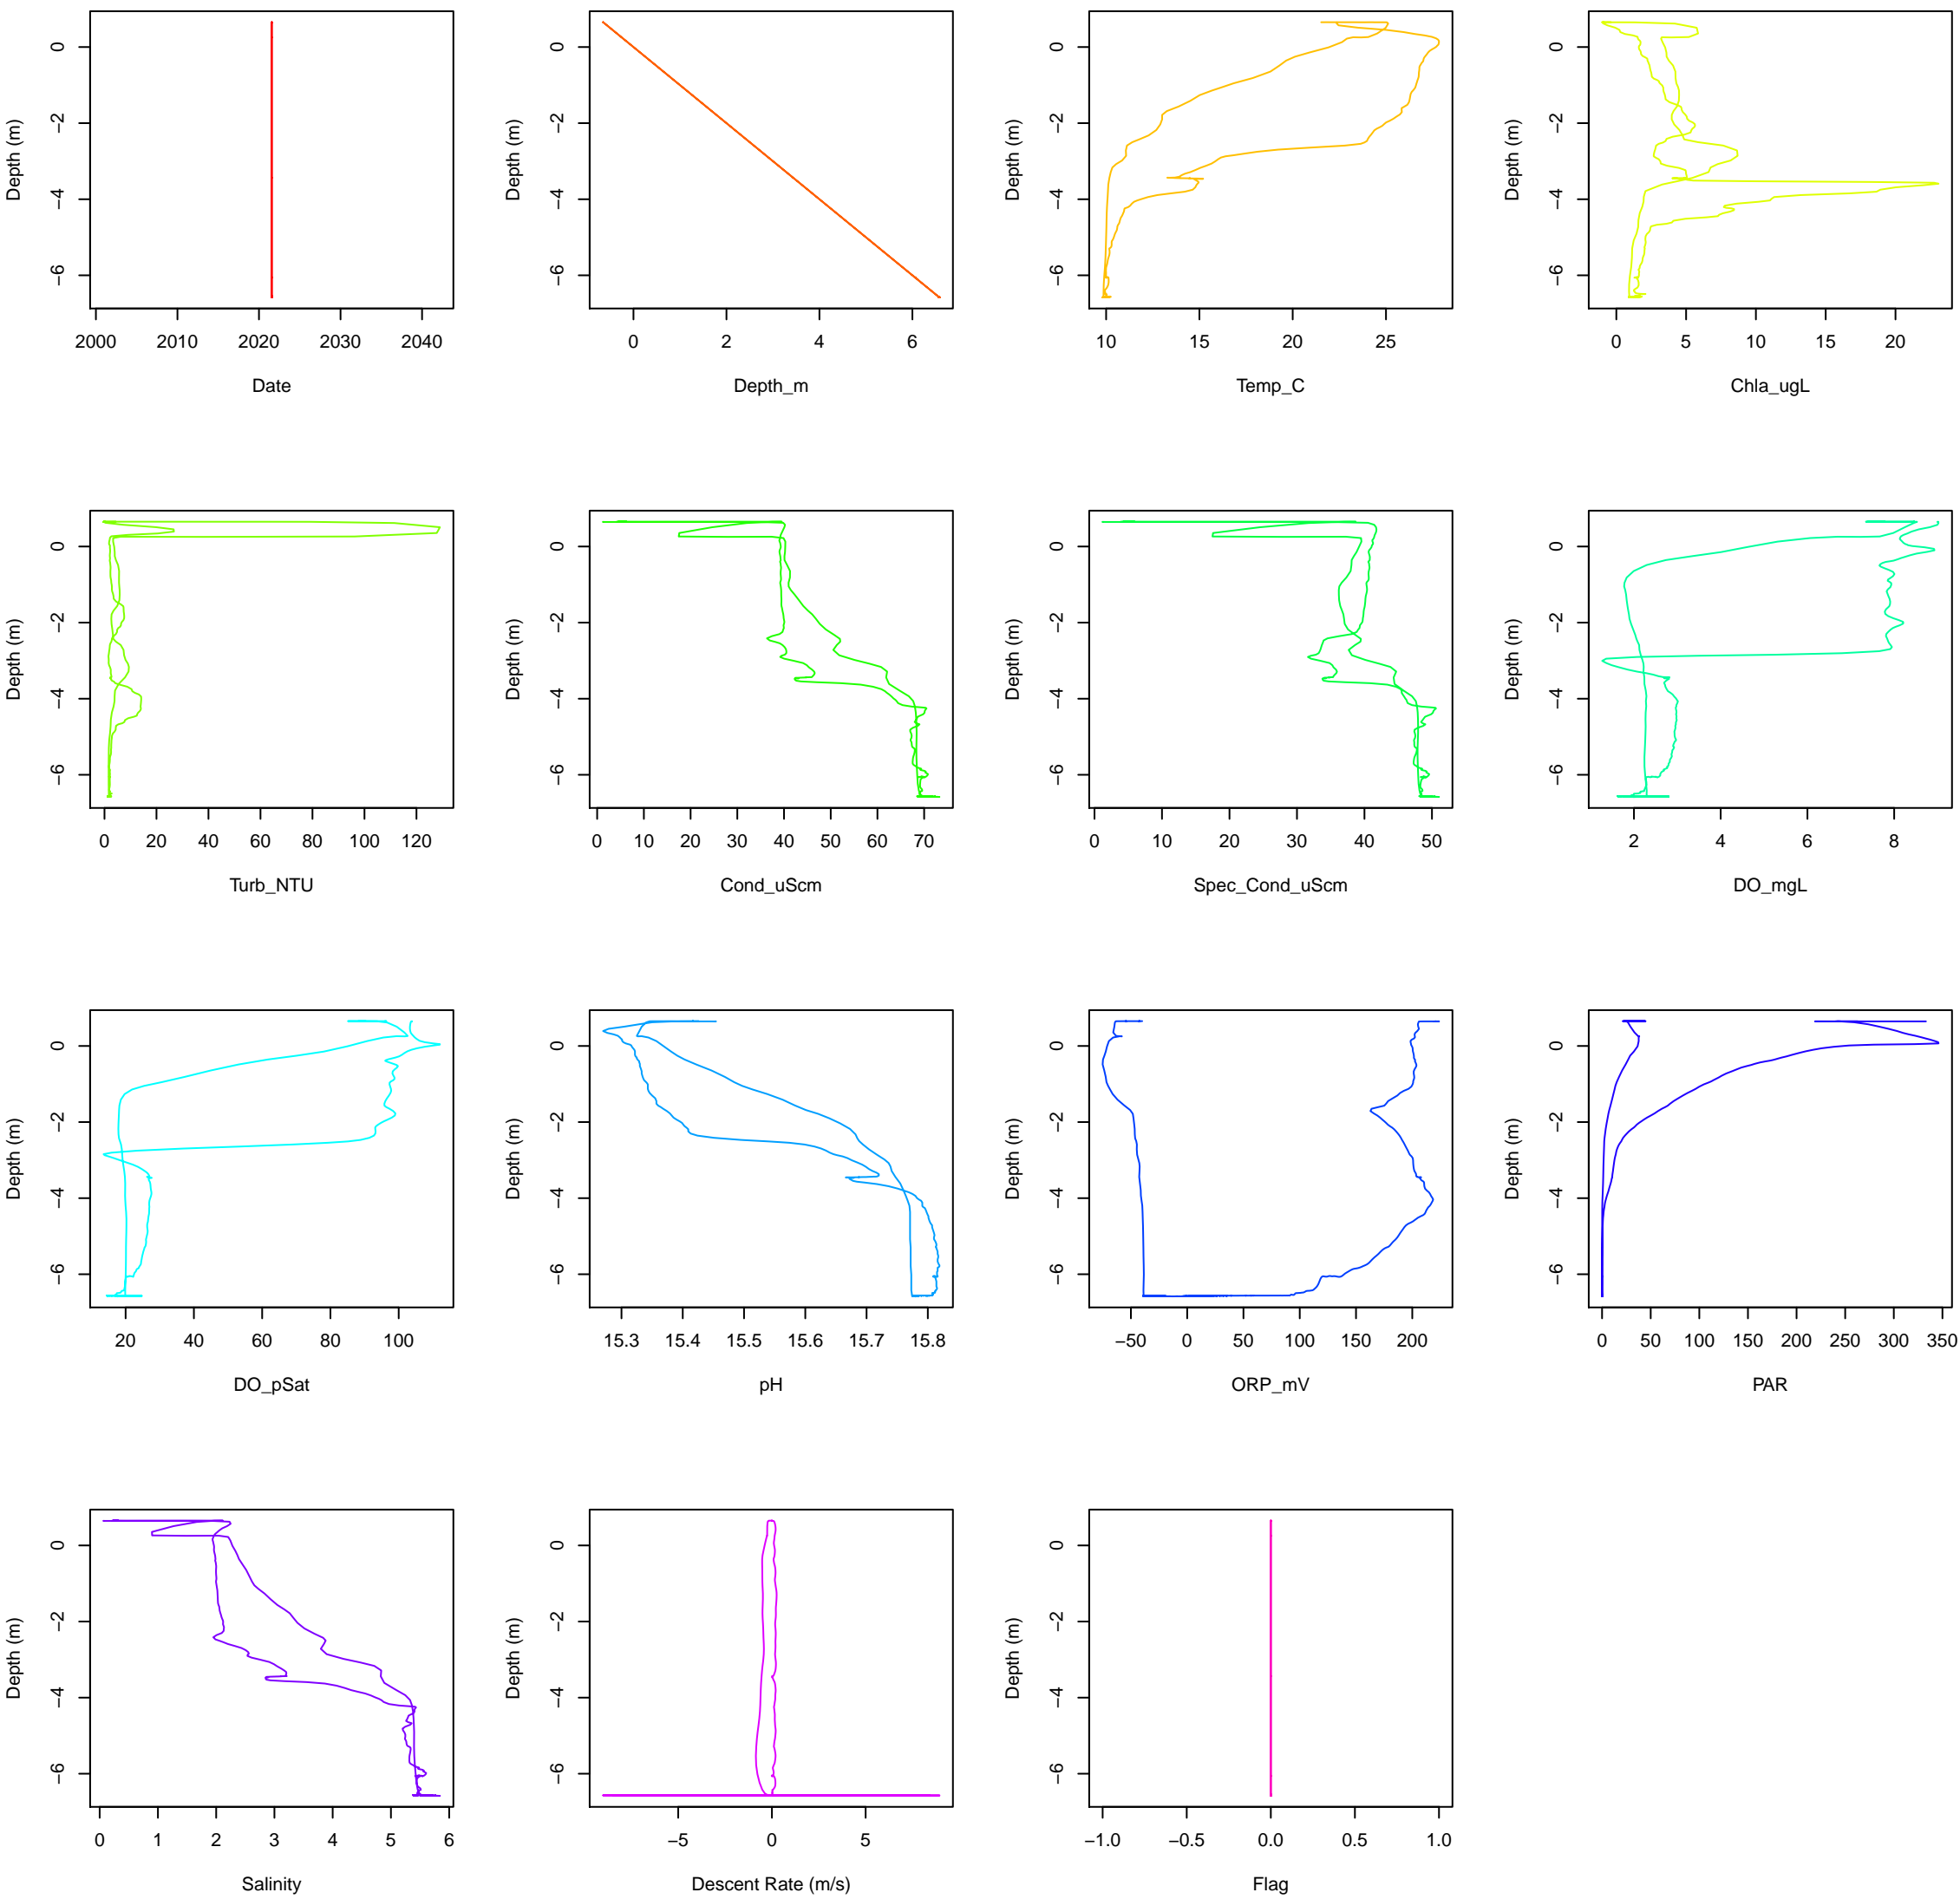 0
−2
−4
−6
Depth (m)
2000 2010 2020 2030 2040
Date
0
−2
−4
−6
Depth (m)
0 2 4 6
Depth_m
0
−2
−4
−6
Depth (m)
10 15 20 25
Temp_C
0
−2
−4
−6
Depth (m)
0 5 10 15 20
Chla_ugL
0
−2
−4
−6
Depth (m)
0 20 40 60 80 100 120
Turb_NTU
0
−2
−4
−6
Depth (m)
0 10 20 30 40 50 60 70
Cond_uScm
0
−2
−4
−6
Depth (m)
0 10 20 30 40 50
Spec_Cond_uScm
0
−2
−4
−6
Depth (m)
2 4 6 8
DO_mgL
0
−2
−4
−6
Depth (m)
20 40 60 80 100
DO_pSat
0
−2
−4
−6
Depth (m)
15.3 15.4 15.5 15.6 15.7 15.8
pH
0
−2
−4
−6
Depth (m)
−50 0 50 100 150 200
ORP_mV
0
−2
−4
−6
Depth (m)
0 50 100 150 200 250 300 350
PAR
0
−2
−4
−6
Depth (m)
0 1 2 3 4 5 6
Salinity
0
−2
−4
−6
Depth (m)
−5 0 5
Descent Rate (m/s)
0
−2
−4
−6
Depth (m)
−1.0 −0.5 0.0 0.5 1.0
Flag